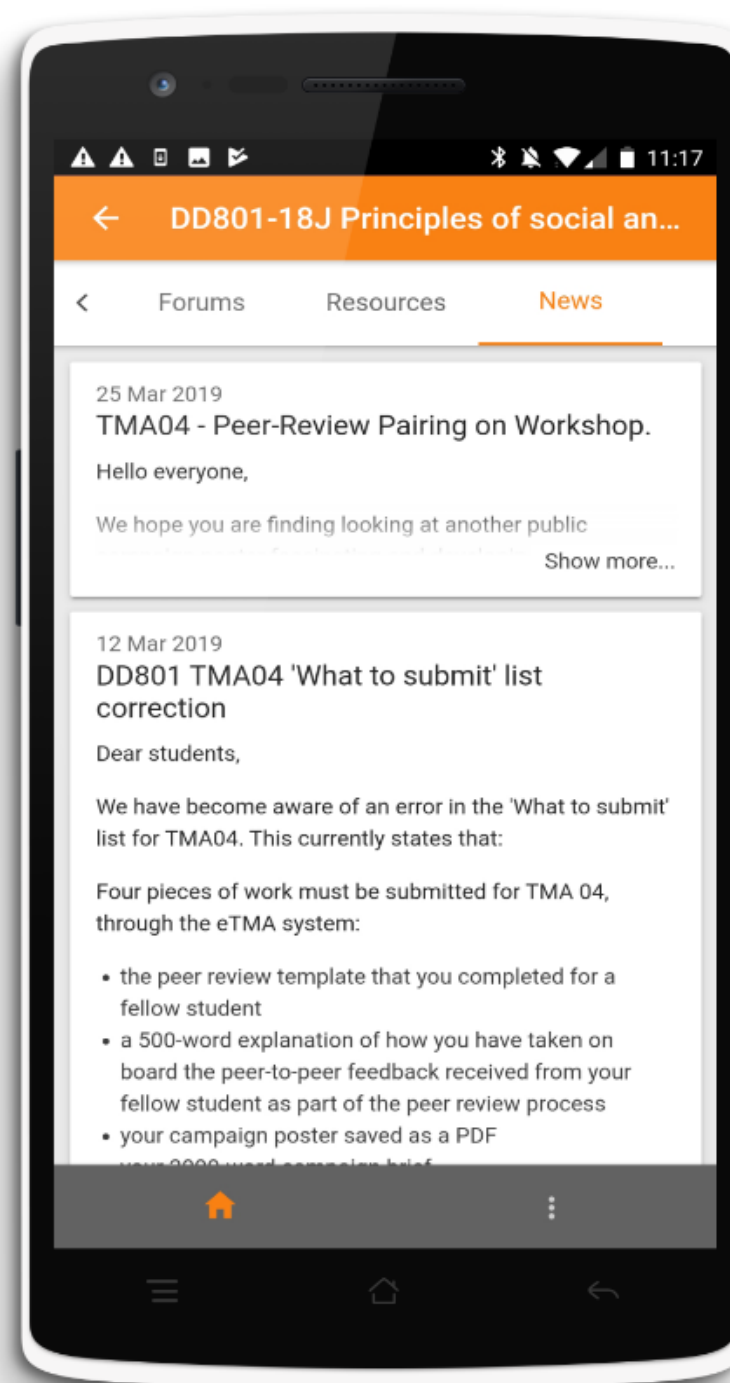 11:17
DD801-18J Principles of social an...
Forums Resources News
25 Mar 2019
TMA04 - Peer-Review Pairing on Workshop.
Hello everyone,
We hope you are finding looking at another public
Show more...
12 Mar 2019
DD801 TMA04 'What to submit' list
correction
Dear students,
We have become aware of an error in the 'What to submit'
list for TMA04. This currently states that:
Four pieces of work must be submitted for TMA 04,
through the eTMA system:
• the peer review template that you completed for a
fellow student
• a 500-word explanation of how you have taken on
board the peer-to-peer feedback received from your
fellow student as part of the peer review process
• your campaign poster saved as a PDF